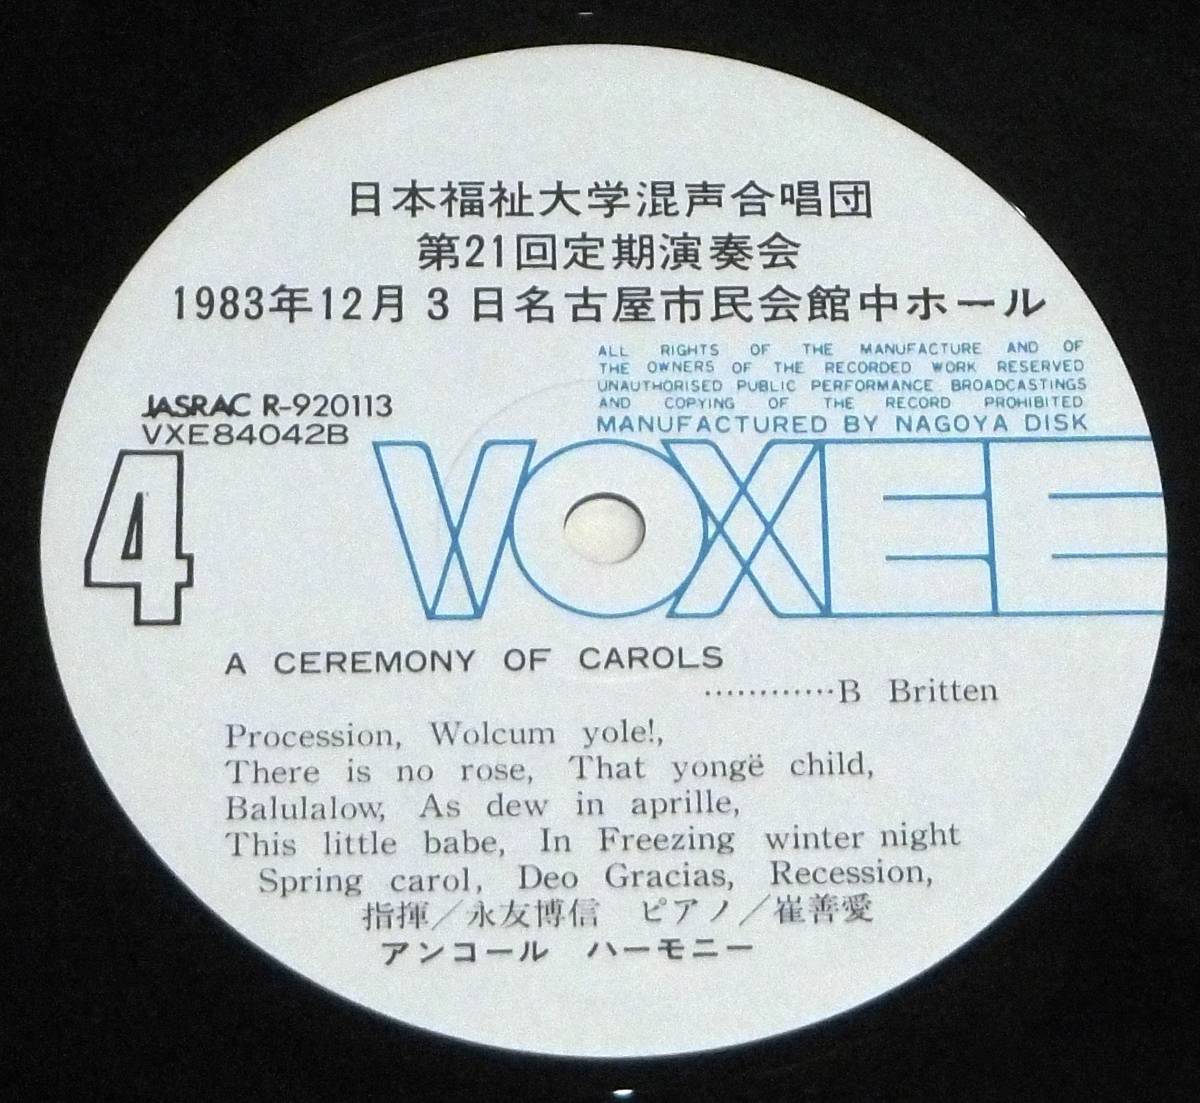 日本福祉大学混声合唱団
第21回定期演奏会
1983年12月3日名古屋市民会館中ホール
ALL RIGHTS OF THE MANUFACTURE AND OF
THE OWNERS OF THE RECORDED WORK RESERVED
UNAUTHORISED PUBLIC PERFORMANCE BROADCASTINGS
AND COPYING OF THE RECORD PROHIBITED
MANUFACTURED BY NAGOYA DISK
JASRAC R-920113
VXE84042B
4
VOXEE
A CEREMONY OF CAROLS
…………B Britten
Procession, Wolcum yole!,
There is no rose, That yongë child,
Balulalow, As dew in aprille,
This little babe, In Freezing winter night
Spring carol, Deo Gracias, Recession,
指揮／永友博信 ピアノ／崔善愛
アンコール ハーモニー